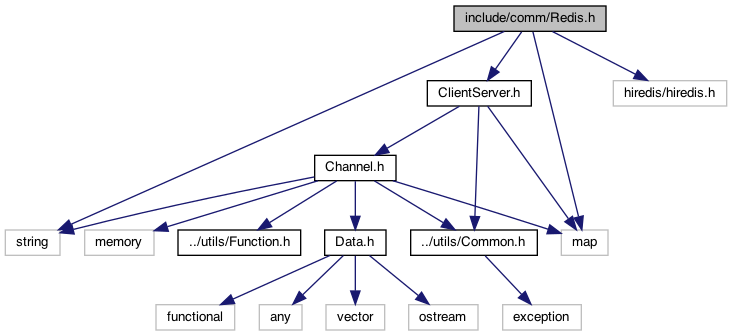 include/comm/Redis.h
ClientServer.h
hiredis/hiredis.h
Channel.h
string
memory
../utils/Function.h
Data.h
../utils/Common.h
map
functional
any
vector
ostream
exception